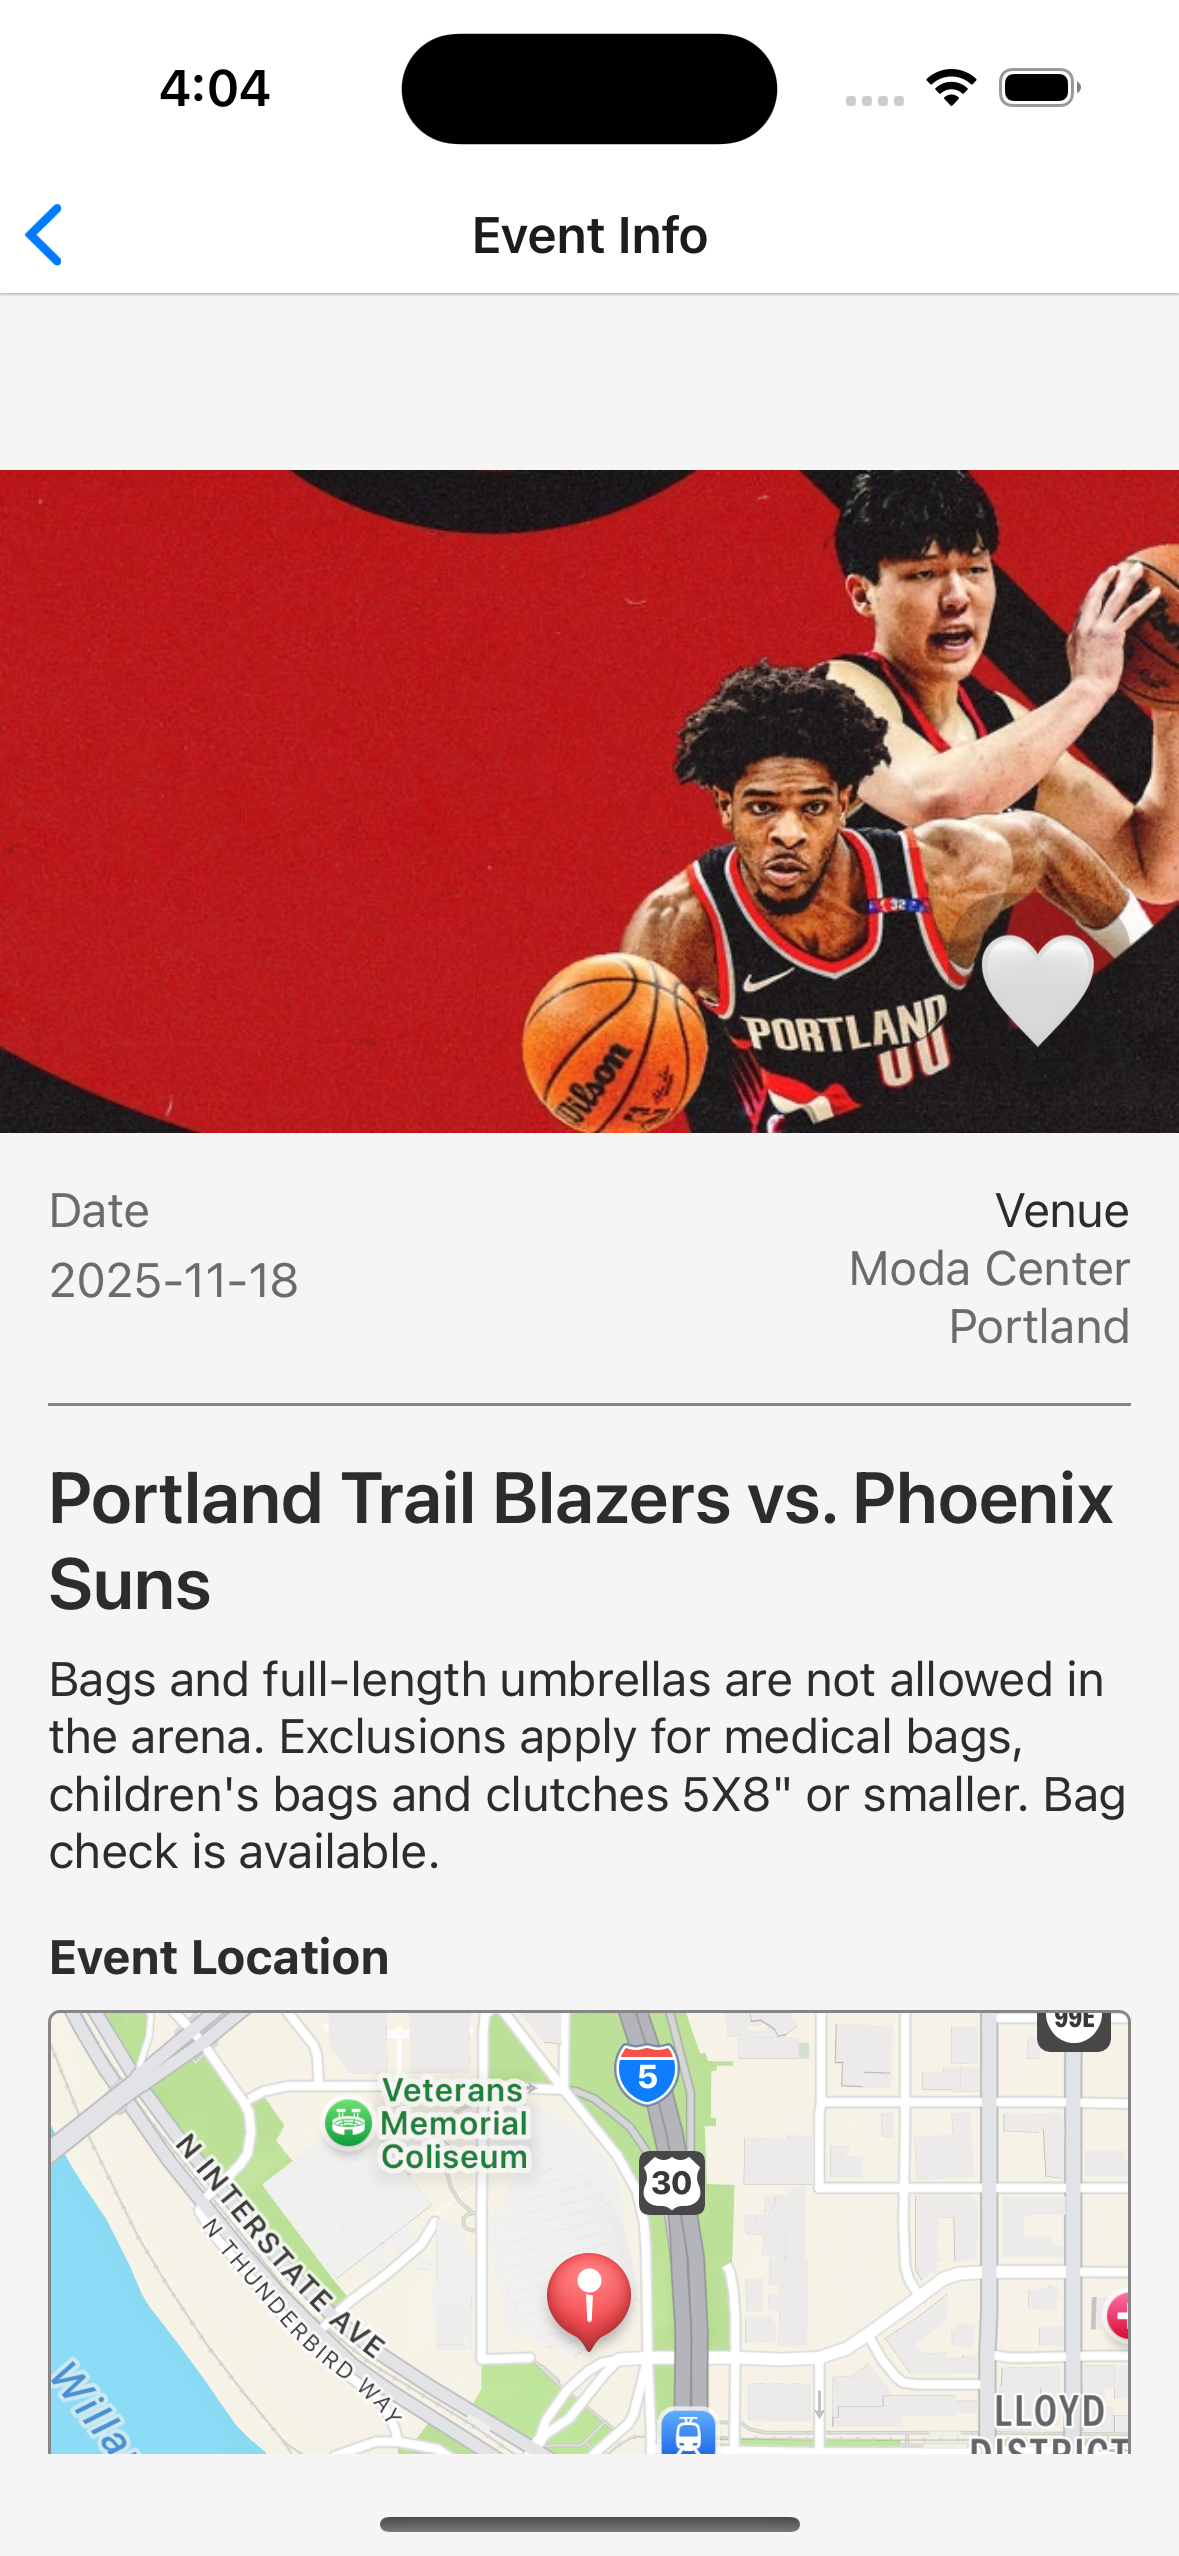 4:04
Event Info
Wilson
PORTLAND
00
Date
2025-11-18
Venue
Moda Center
Portland
Portland Trail Blazers vs. Phoenix
Suns
Bags and full-length umbrellas are not allowed in
the arena. Exclusions apply for medical bags,
children's bags and clutches 5X8" or smaller. Bag
check is available.
Event Location
99E
5
Veterans
Memorial
Coliseum
30
N INTERSTATE AVE
N THUNDERBIRD WAY
Willa
LLOYD
DISTRICT